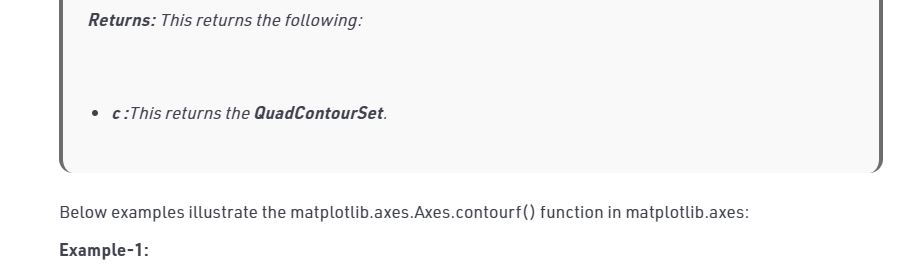 Returns: This returns the following:
• c :This returns the QuadContourSet.
Below examples illustrate the matplotlib.axes.Axes.contourf() function in matplotlib.axes:
Example-1: